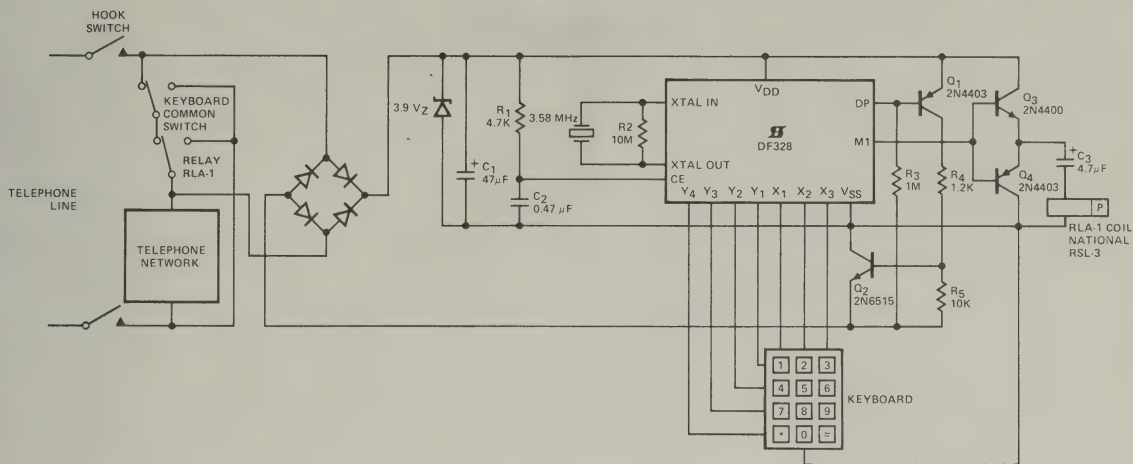 HOOK
SWITCH
KEYBOARD
COMMON
SWITCH
RELAY
RLA-1
TELEPHONE
LINE
TELEPHONE
NETWORK
3.9 VZ
C1
+
47µF
R1
4.7K
C2
0.47 µF
3.58 MHz
R2
10M
XTAL IN
XTAL OUT
CE
VDD
DF328
DP
M1
Y4 Y3 Y2 Y1 X1 X2 X3 VSS
Q1
2N4403
Q3
2N4400
R3
1M
R4
1.2K
Q4
2N4403
+
C3
4.7µF
P
RLA-1 COIL
NATIONAL
RSL-3
Q2
2N6515
R5
10K
1 2 3
4 5 6
7 8 9
* 0 =
KEYBOARD